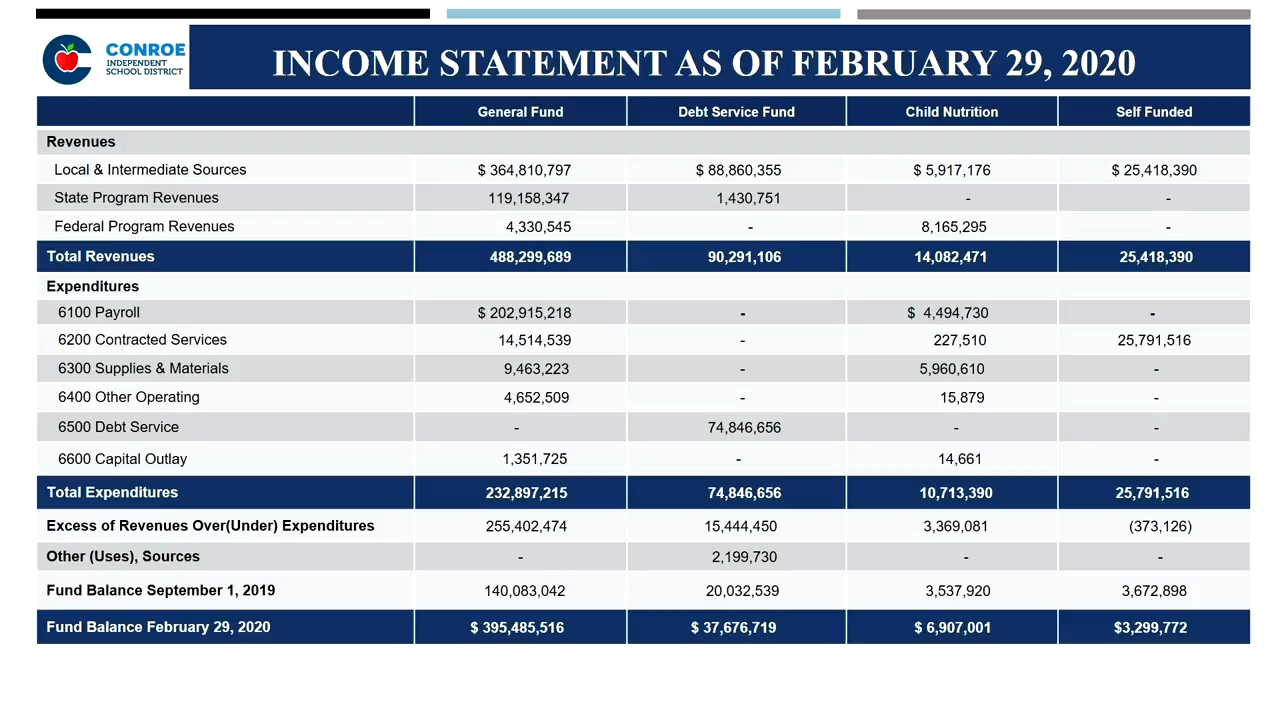 CONROE
INDEPENDENT
SCHOOL DISTRICT
INCOME STATEMENT AS OF FEBRUARY 29, 2020
General Fund Debt Service Fund Child Nutrition Self Funded
Revenues
Local & Intermediate Sources $ 364,810,797 $ 88,860,355 $ 5,917,176 $ 25,418,390
State Program Revenues 119,158,347 1,430,751 - -
Federal Program Revenues 4,330,545 - 8,165,295 -
Total Revenues 488,299,689 90,291,106 14,082,471 25,418,390
Expenditures
6100 Payroll $ 202,915,218 - $ 4,494,730 -
6200 Contracted Services 14,514,539 - 227,510 25,791,516
6300 Supplies & Materials 9,463,223 - 5,960,610 -
6400 Other Operating 4,652,509 - 15,879 -
6500 Debt Service - 74,846,656 - -
6600 Capital Outlay 1,351,725 - 14,661 -
Total Expenditures 232,897,215 74,846,656 10,713,390 25,791,516
Excess of Revenues Over(Under) Expenditures 255,402,474 15,444,450 3,369,081 (373,126)
Other (Uses), Sources - 2,199,730 - -
Fund Balance September 1, 2019 140,083,042 20,032,539 3,537,920 3,672,898
Fund Balance February 29, 2020 $ 395,485,516 $ 37,676,719 $ 6,907,001 $3,299,772